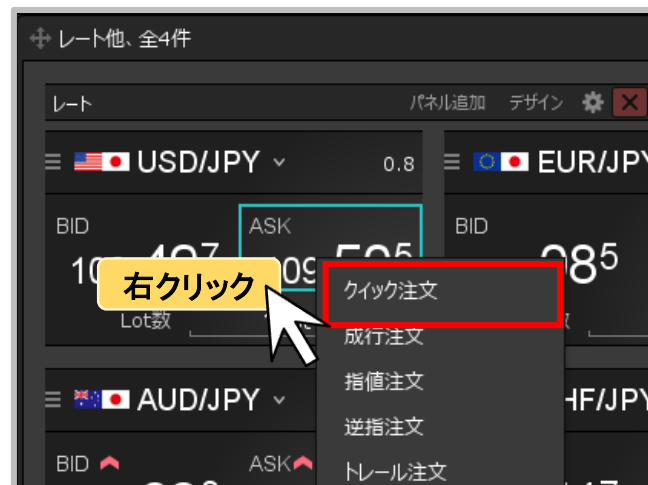 レート他、全4件
レート
パネル追加 デザイン
USD/JPY 0.8
EUR/JPY
BID
ASK
BID
右クリック
Lot数
クイック注文
成行注文
指値注文
逆指注文
トレール注文
985
AUD/JPY
HF/JPY
BID
ASK